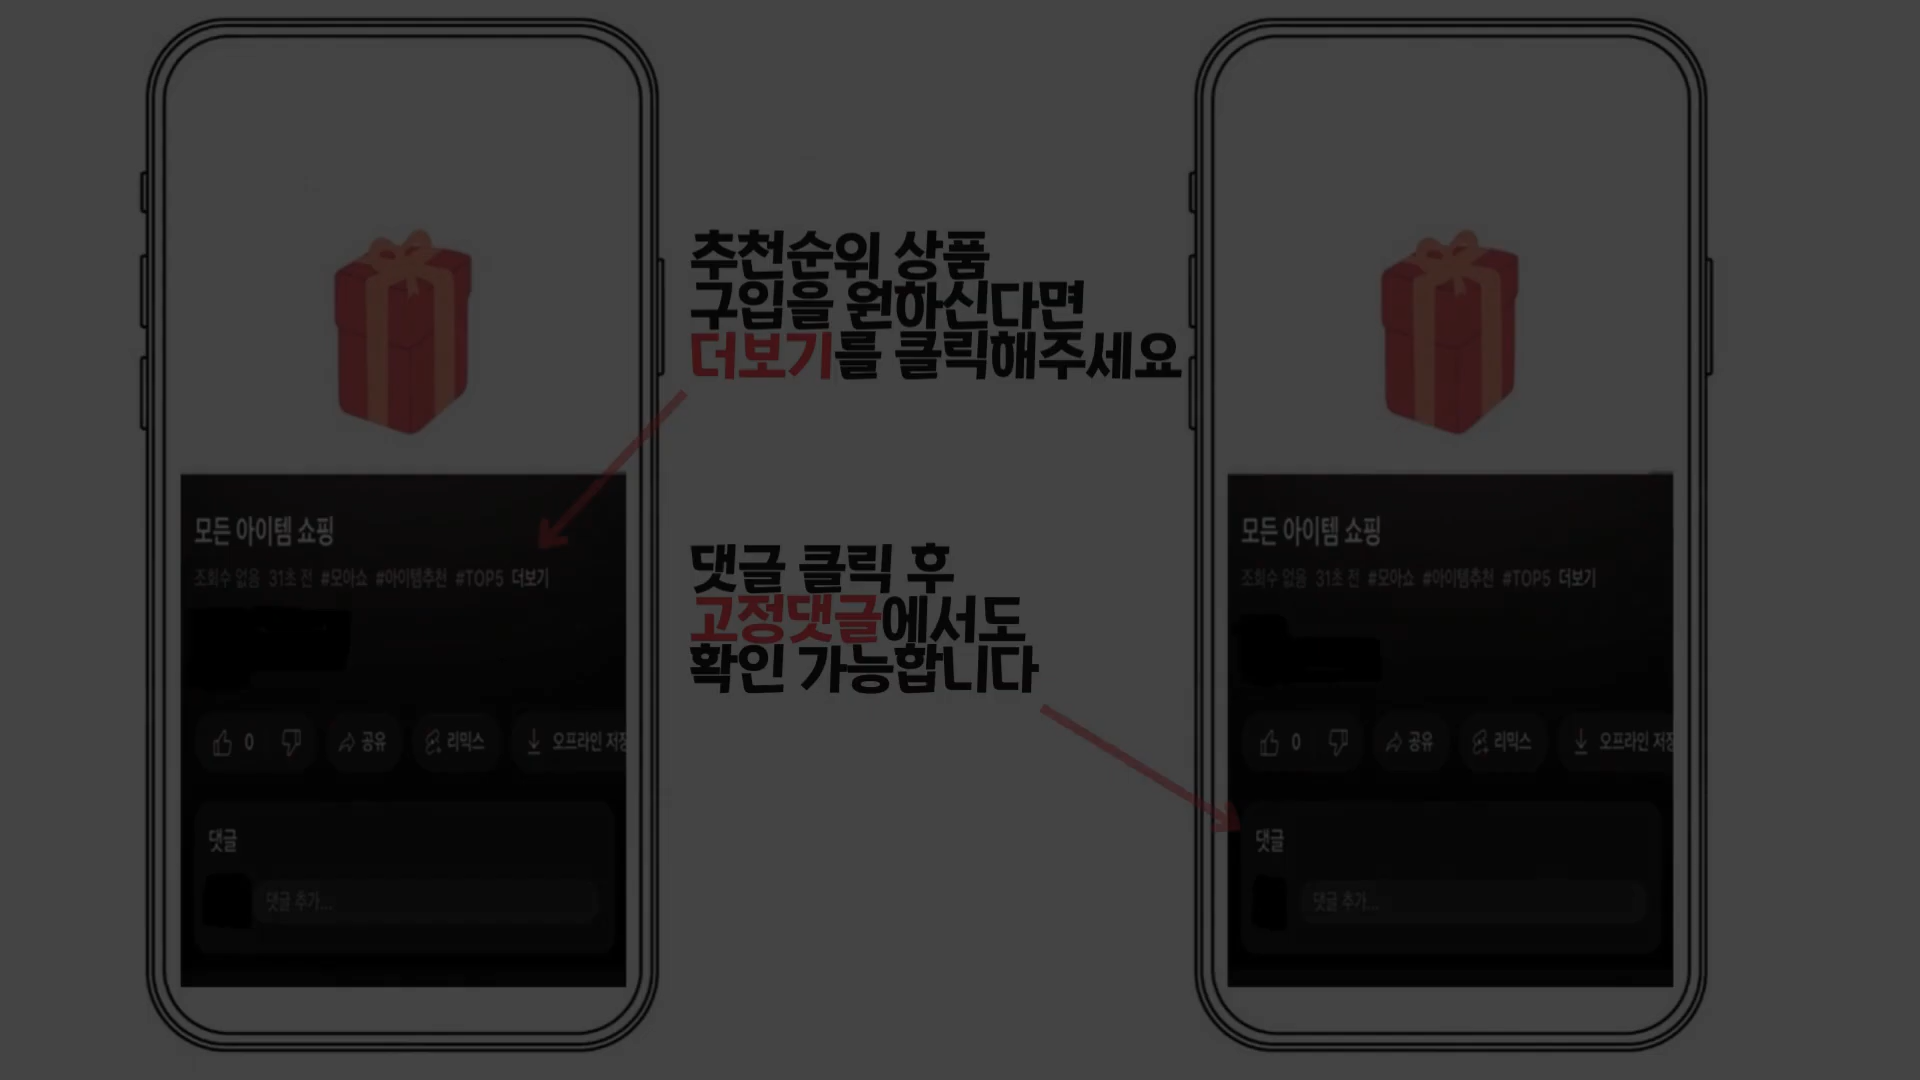 추천순위 상품
구입을 원하신다면
더보기를 클릭해주세요
모든 아이템 쇼핑
조회수 없음 31초 전 #모아쇼 #아이템추천 #TOP5 더보기
0 공유 리믹스 오프라인 저장
댓글
댓글 추가...
댓글 클릭 후
고정댓글에서도
확인 가능합니다
모든 아이템 쇼핑
조회수 없음 31초 전 #모아쇼 #아이템추천 #TOP5 더보기
0 공유 리믹스 오프라인 저장
댓글
댓글 추가...